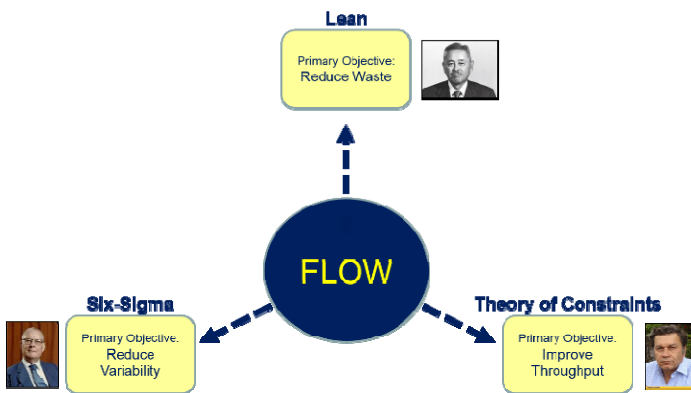 Lean
Primary Objective:
Reduce Waste
FLOW
Six-Sigma
Primary Objective:
Reduce
Variability
Theory of Constraints
Primary Objective:
Improve
Throughput